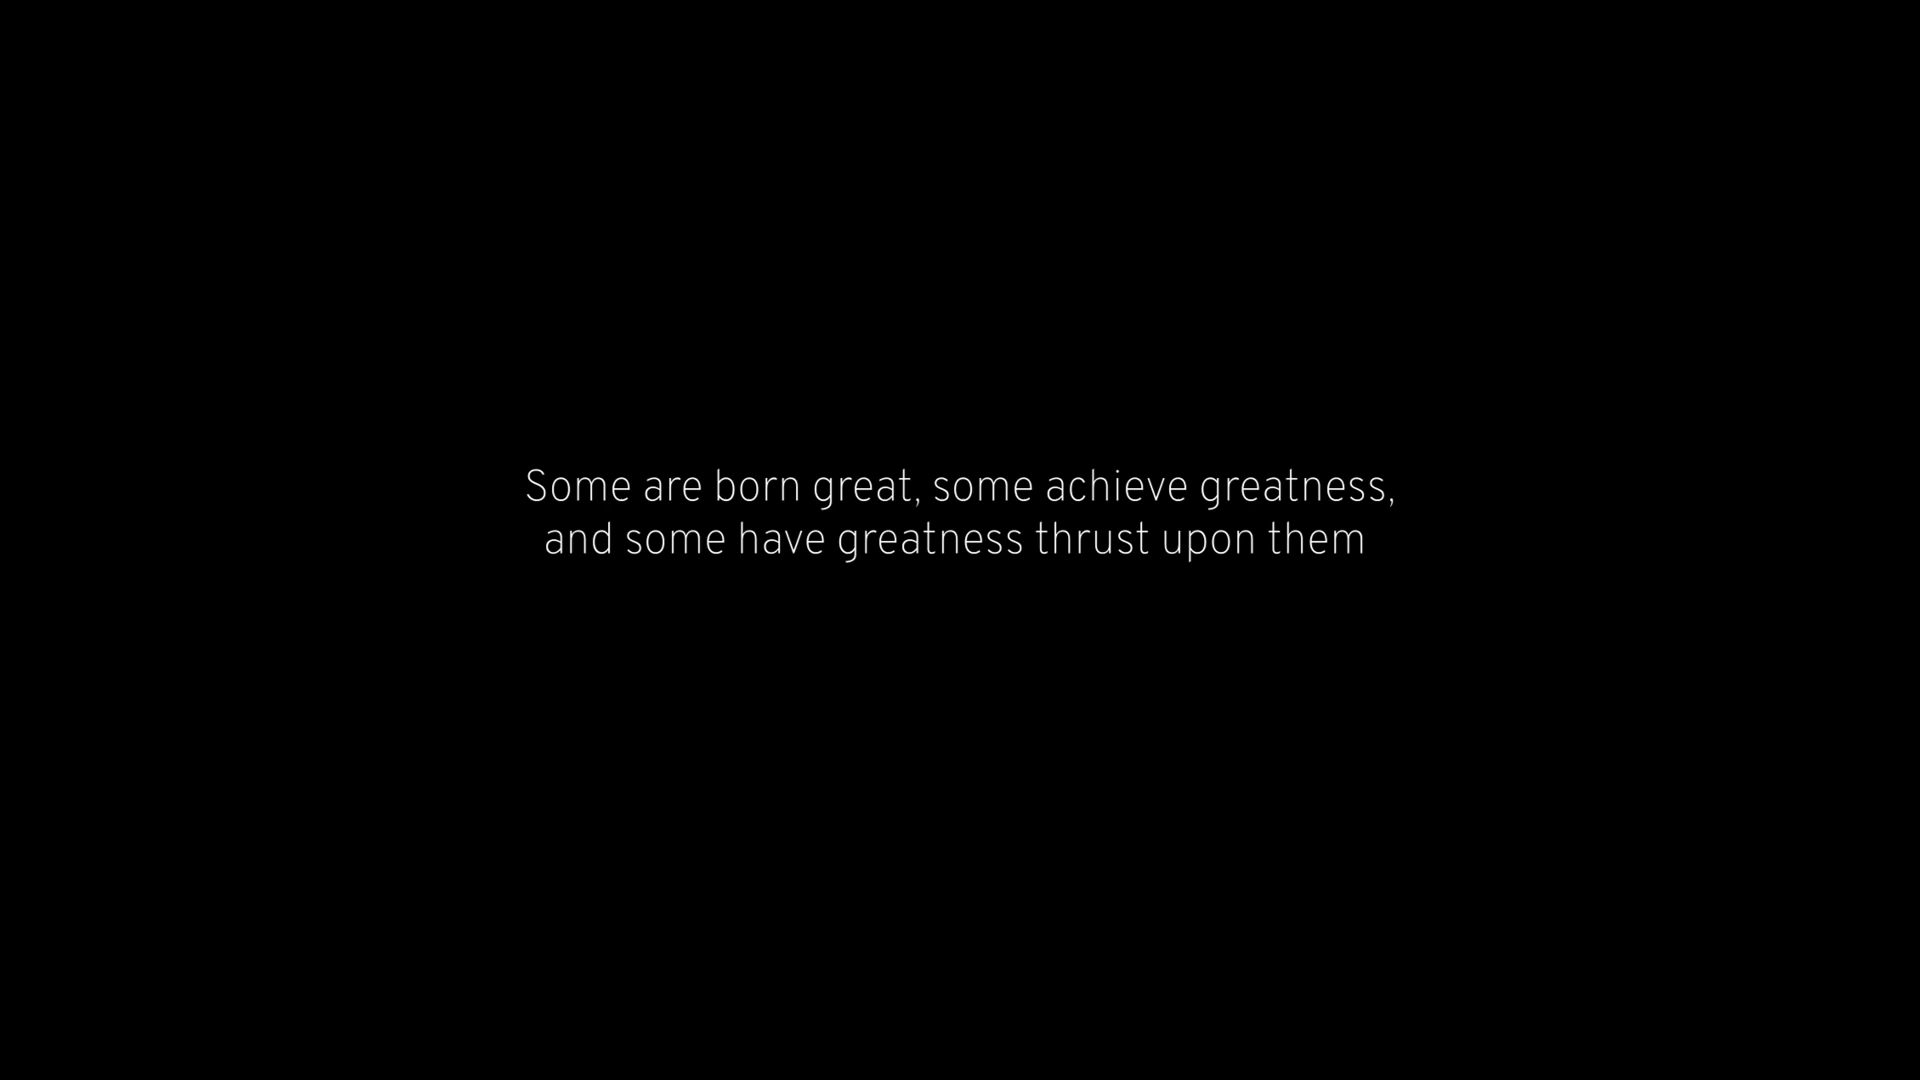 Some are born great, some achieve greatness,
and some have greatness thrust upon them